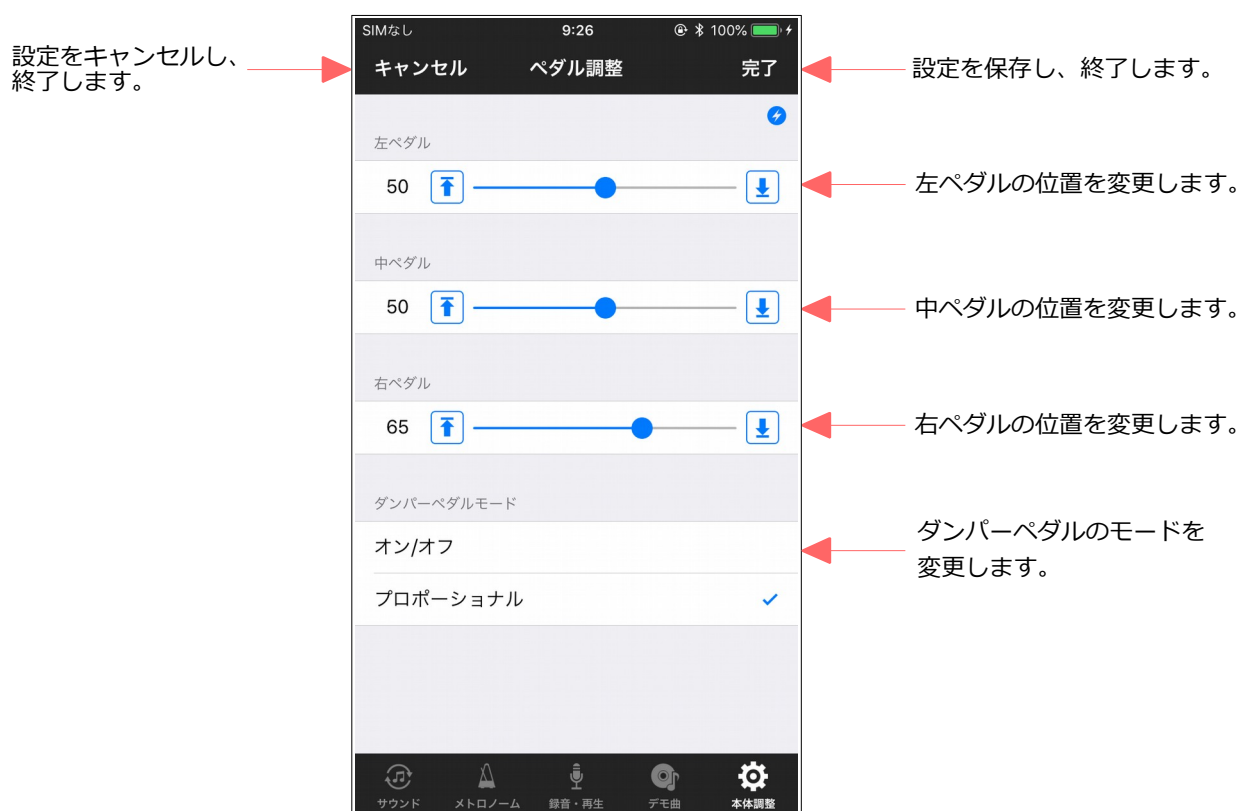 SIMなし 9:26 100%
設定をキャンセルし、
終了します。
キャンセル ペダル調整 完了
設定を保存し、終了します。
左ペダル
50
左ペダルの位置を変更します。
中ペダル
50
中ペダルの位置を変更します。
右ペダル
65
右ペダルの位置を変更します。
ダンパーペダルモード
オン/オフ
ダンパーペダルのモードを
変更します。
プロポーショナル
サウンド メトロノーム 録音・再生 デモ曲 本体調整